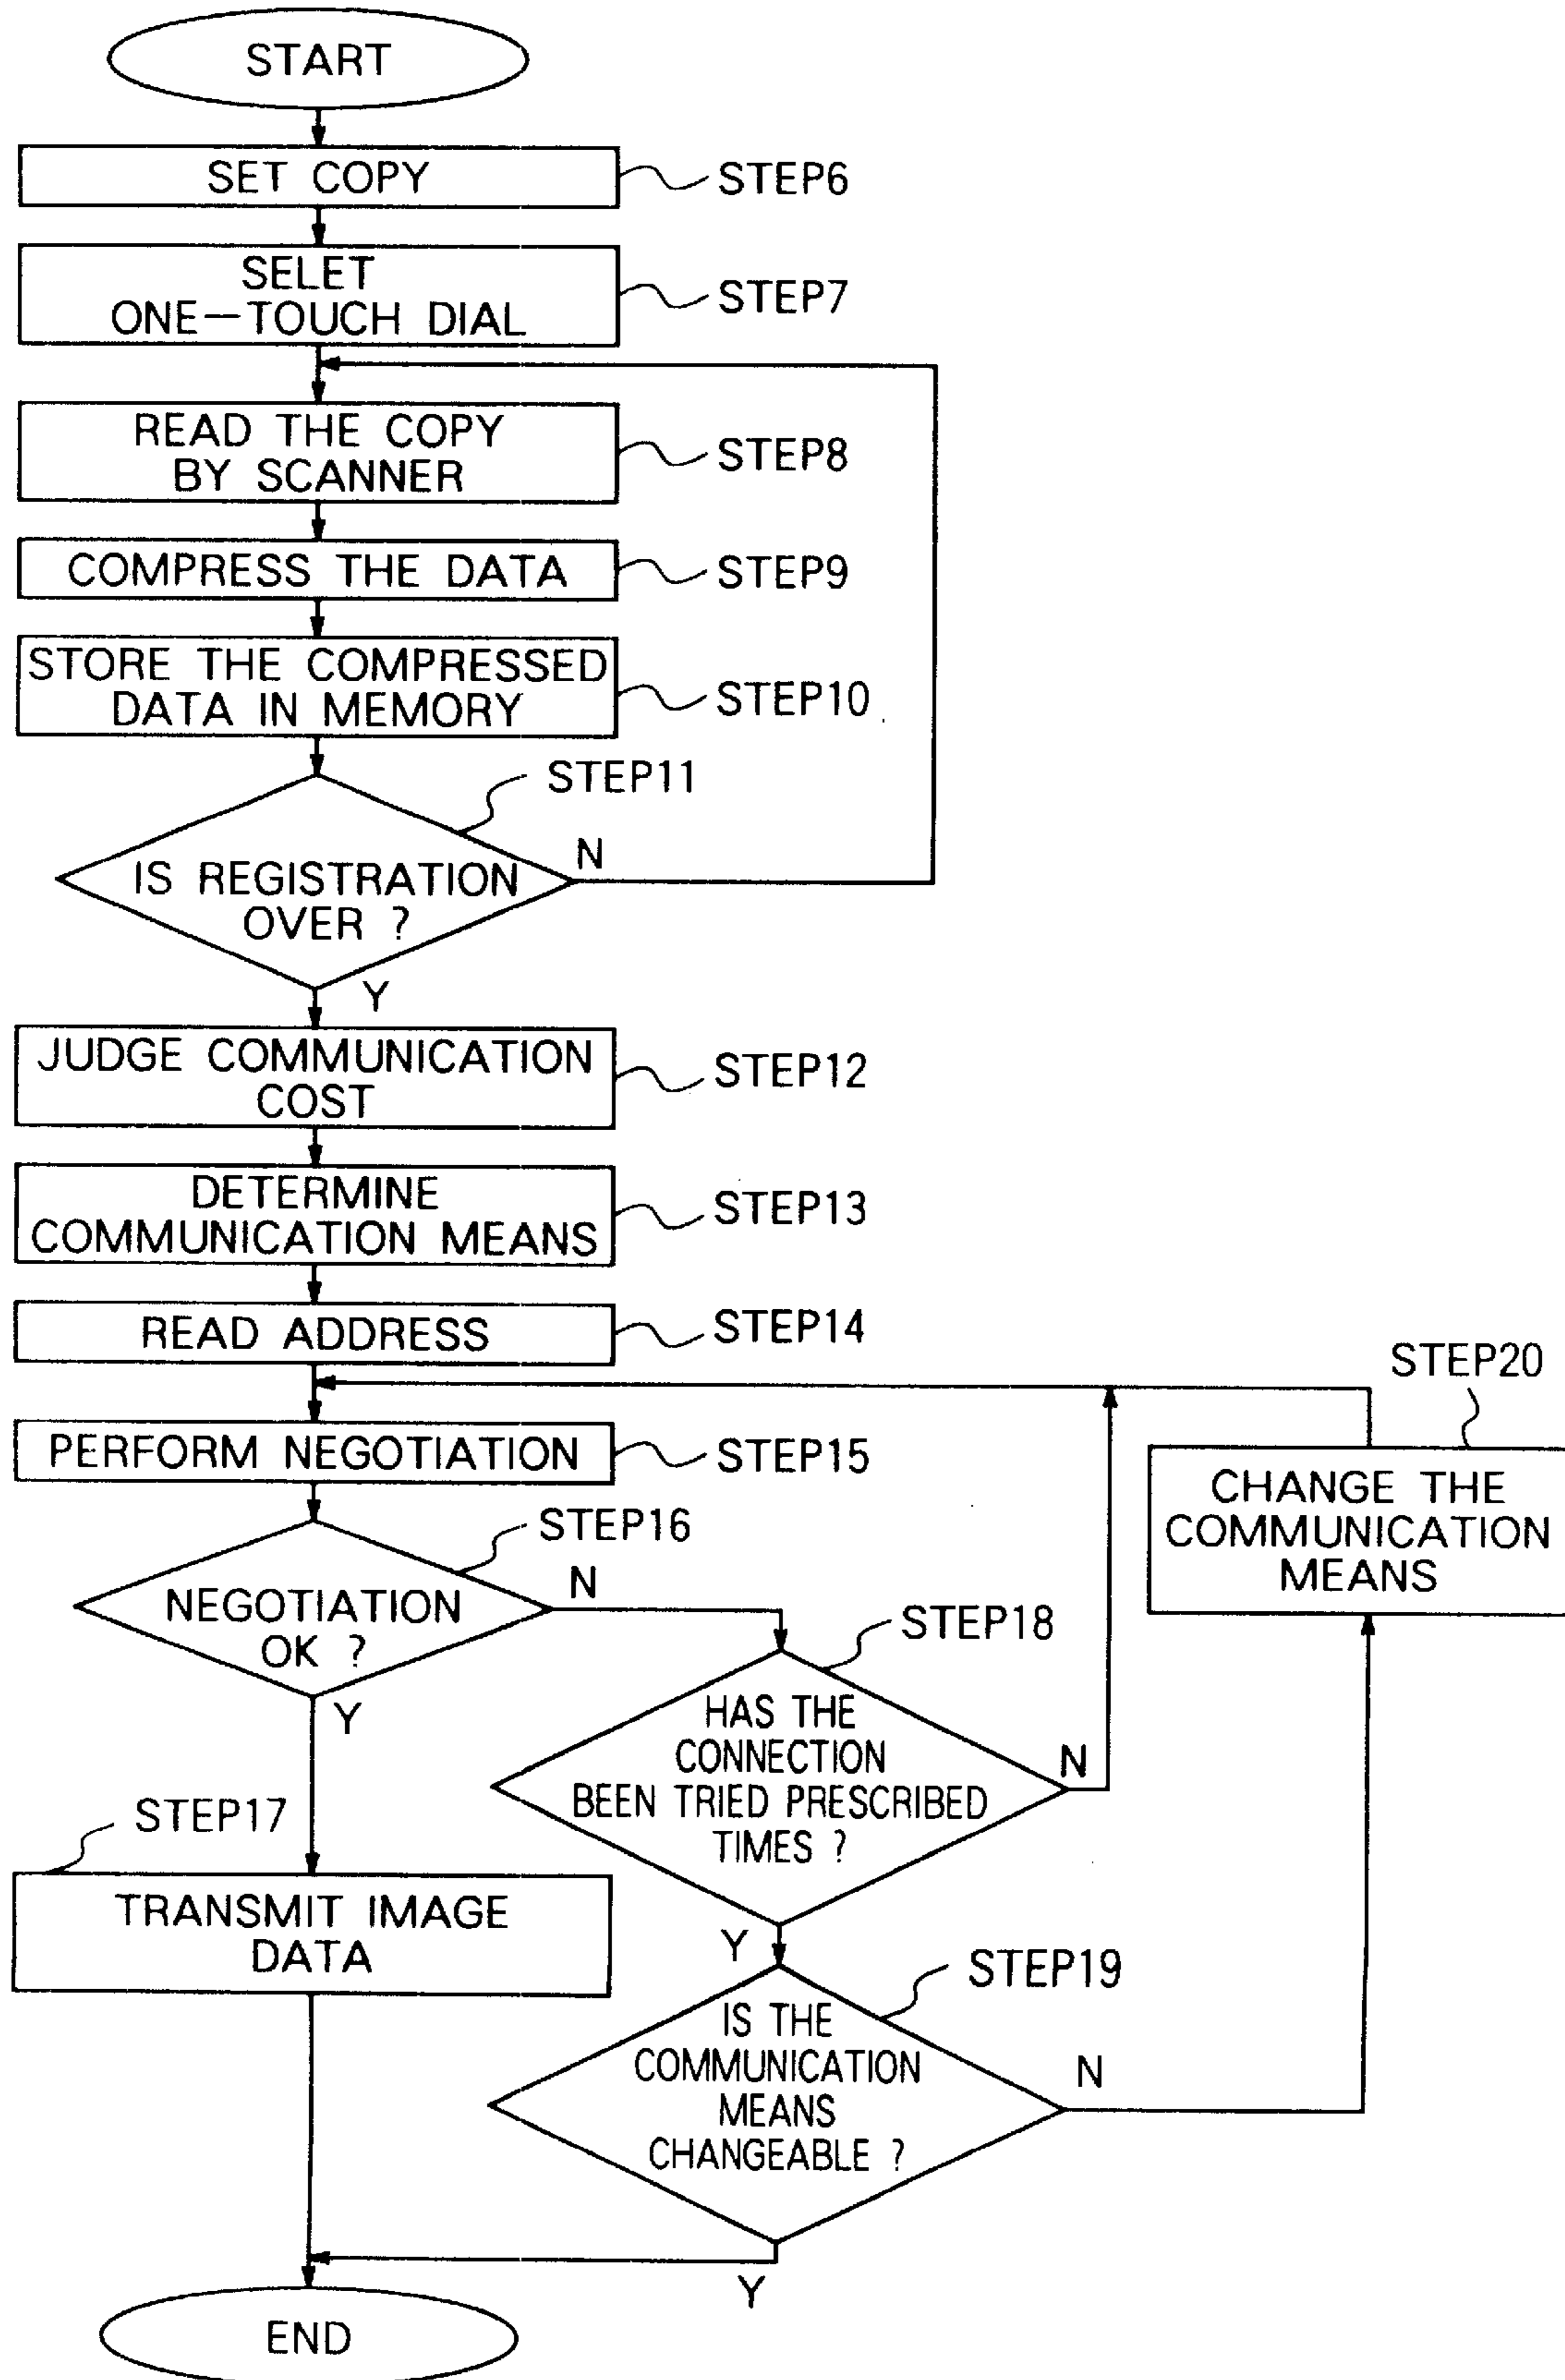 START
SET COPY
STEP6
SELET
ONE-TOUCH DIAL
STEP7
READ THE COPY
BY SCANNER
STEP8
COMPRESS THE DATA
STEP9
STORE THE COMPRESSED
DATA IN MEMORY
STEP10
STEP11
IS REGISTRATION
OVER ?
N
Y
JUDGE COMMUNICATION
COST
STEP12
DETERMINE
COMMUNICATION MEANS
STEP13
READ ADDRESS
STEP14
PERFORM NEGOTIATION
STEP15
STEP20
CHANGE THE
COMMUNICATION
MEANS
STEP16
NEGOTIATION
OK ?
N
Y
STEP18
HAS THE
CONNECTION
BEEN TRIED PRESCRIBED
TIMES ?
N
Y
STEP17
TRANSMIT IMAGE
DATA
STEP19
IS THE
COMMUNICATION
MEANS
CHANGEABLE ?
N
Y
END